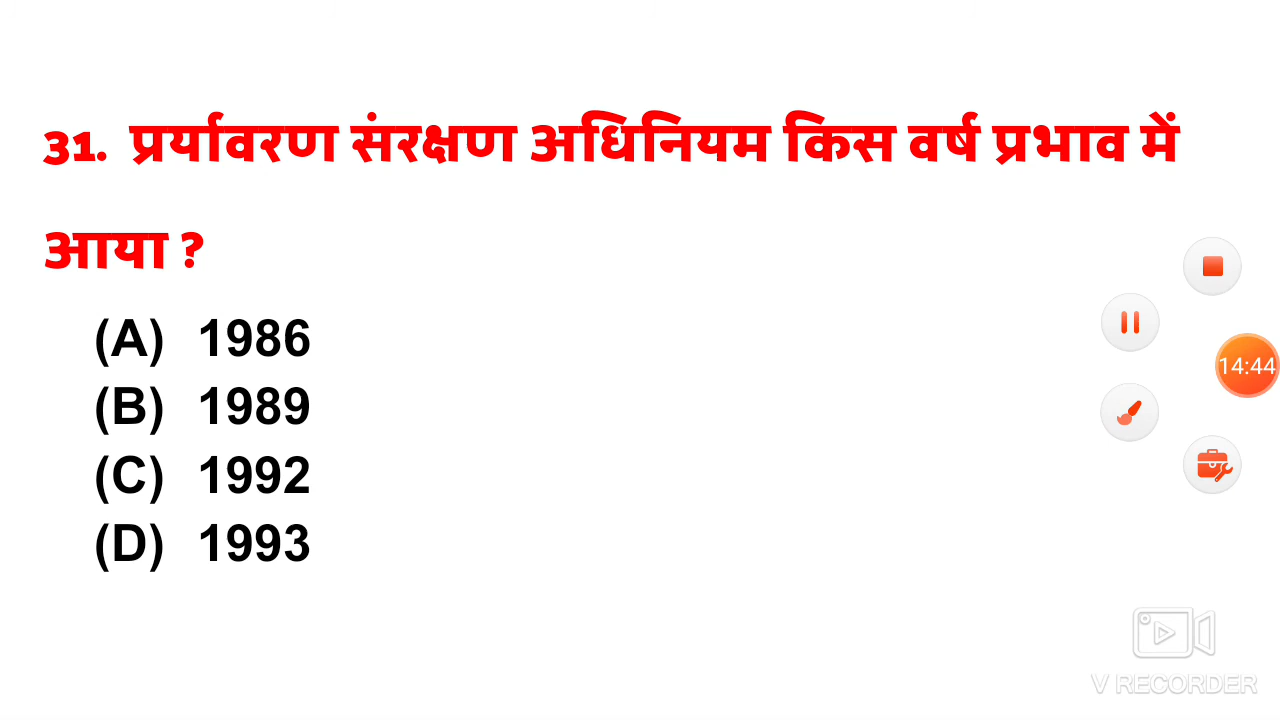 31. प्रर्यावरण संरक्षण अधिनियम किस वर्ष प्रभाव में
आया ?
(A) 1986
(B) 1989
(C) 1992
(D) 1993
14:44
V RECORDER